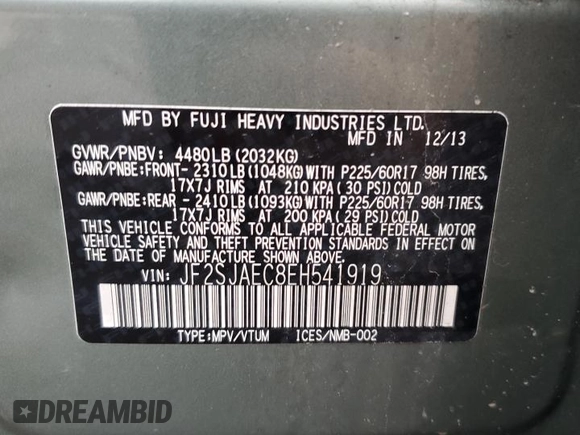 MFD BY FUJI HEAVY INDUSTRIES LTD.
MFD IN 12/13
GVWR/PNBV: 4480LB(2032KG)
GAWR/PNBE:FRONT- 2310LB(1048KG)WITH P225/60R17 98H TIRES,
17X7J RIMS AT 210 KPA(30 PSI)COLD
GAWR/PNBE:REAR - 2410LB(1093KG)WITH P225/60R17 98H TIRES,
17X7J RIMS AT 200 KPA(29 PSI)COLD
THIS VEHICLE CONFORMS TO ALL APPLICABLE FEDERAL MOTOR
VEHICLE SAFETY AND THEFT PREVENTION STANDARDS IN EFFECT ON
THE DATE OF MANUFACTURE SHOWN ABOVE.
VIN: JF2SJAEC8EH541919
TYPE:MPV/VTUM ICES/NMB-002
DREAMBID